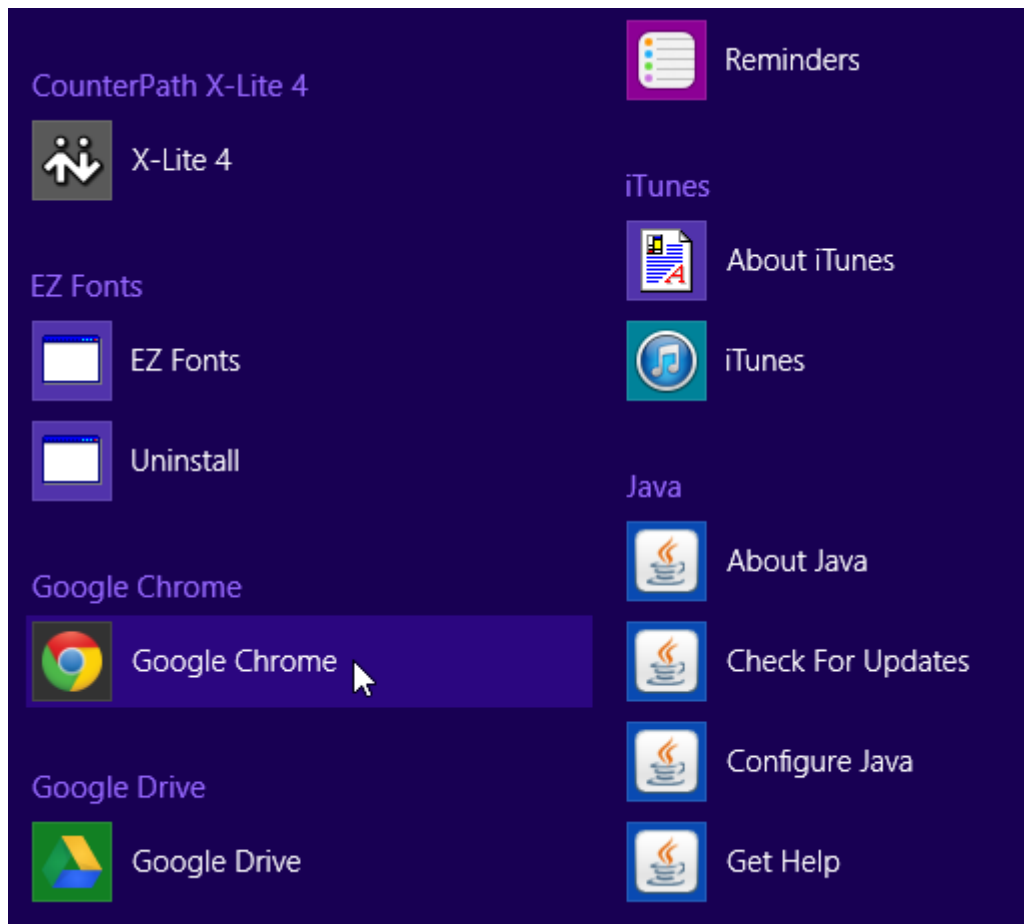 CounterPath X-Lite 4
X-Lite 4
EZ Fonts
EZ Fonts
Uninstall
Google Chrome
Google Chrome
Google Drive
Google Drive
Reminders
iTunes
About iTunes
iTunes
Java
About Java
Check For Updates
Configure Java
Get Help